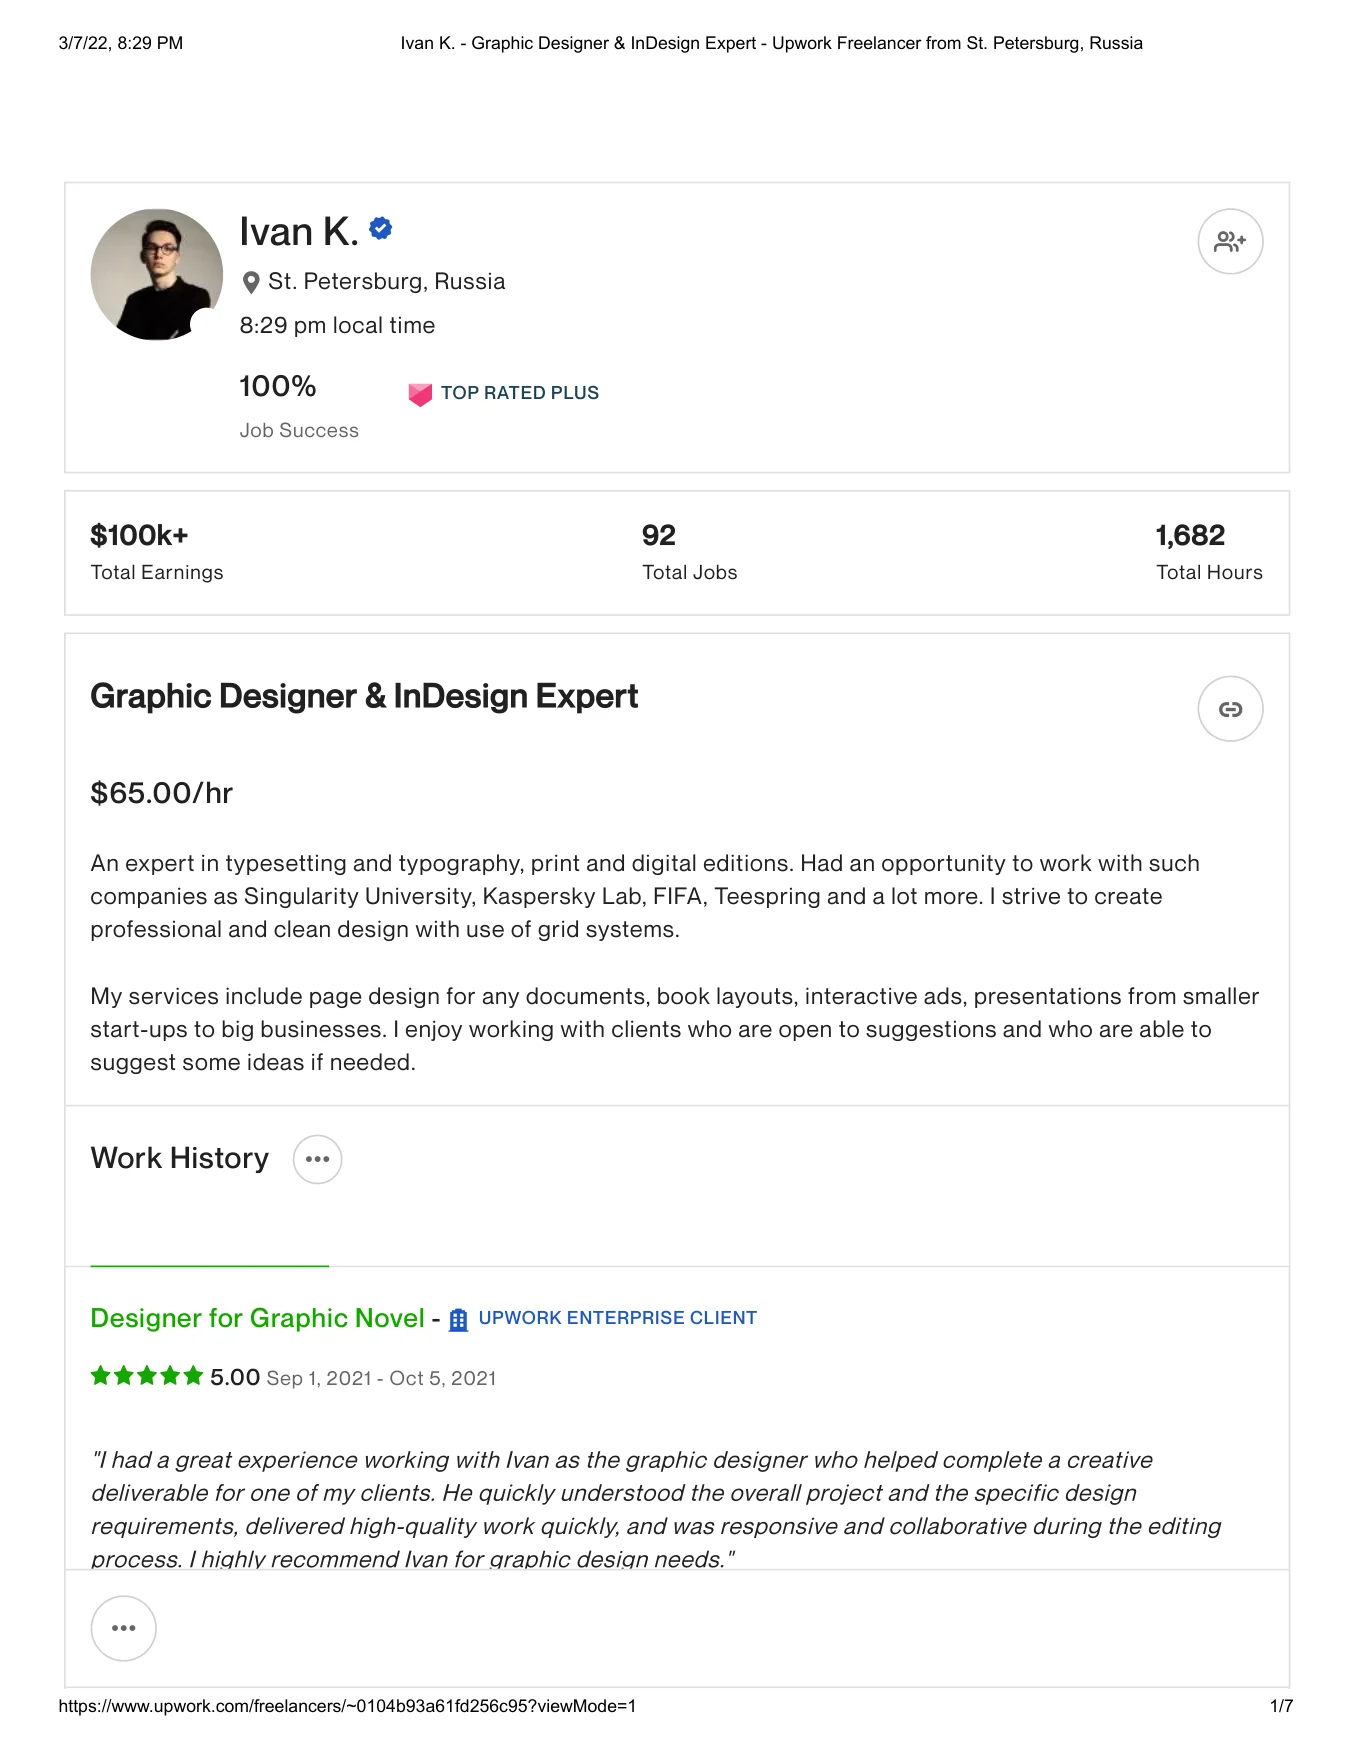 3/7/22, 8:29 PM
Ivan K. - Graphic Designer & InDesign Expert - Upwork Freelancer from St. Petersburg, Russia
Ivan K.
St. Petersburg, Russia
8:29 pm local time
100%
TOP RATED PLUS
Job Success
$100k+
92
1,682
Total Earnings
Total Jobs
Total Hours
Graphic Designer & InDesign Expert
$65.00/hr
An expert in typesetting and typography, print and digital editions. Had an opportunity to work with such
companies as Singularity University, Kaspersky Lab, FIFA, Teespring and a lot more. I strive to create
professional and clean design with use of grid systems.
My services include page design for any documents, book layouts, interactive ads, presentations from smaller
start-ups to big businesses. I enjoy working with clients who are open to suggestions and who are able to
suggest some ideas if needed.
Work History
Designer for Graphic Novel - UPWORK ENTERPRISE CLIENT
5.00 Sep 1, 2021 - Oct 5, 2021
"I had a great experience working with Ivan as the graphic designer who helped complete a creative
deliverable for one of my clients. He quickly understood the overall project and the specific design
requirements, delivered high-quality work quickly, and was responsive and collaborative during the editing
process. I highly recommend Ivan for graphic design needs."
https://www.upwork.com/freelancers/~0104b93a61fd256c95?viewMode=1
1/7